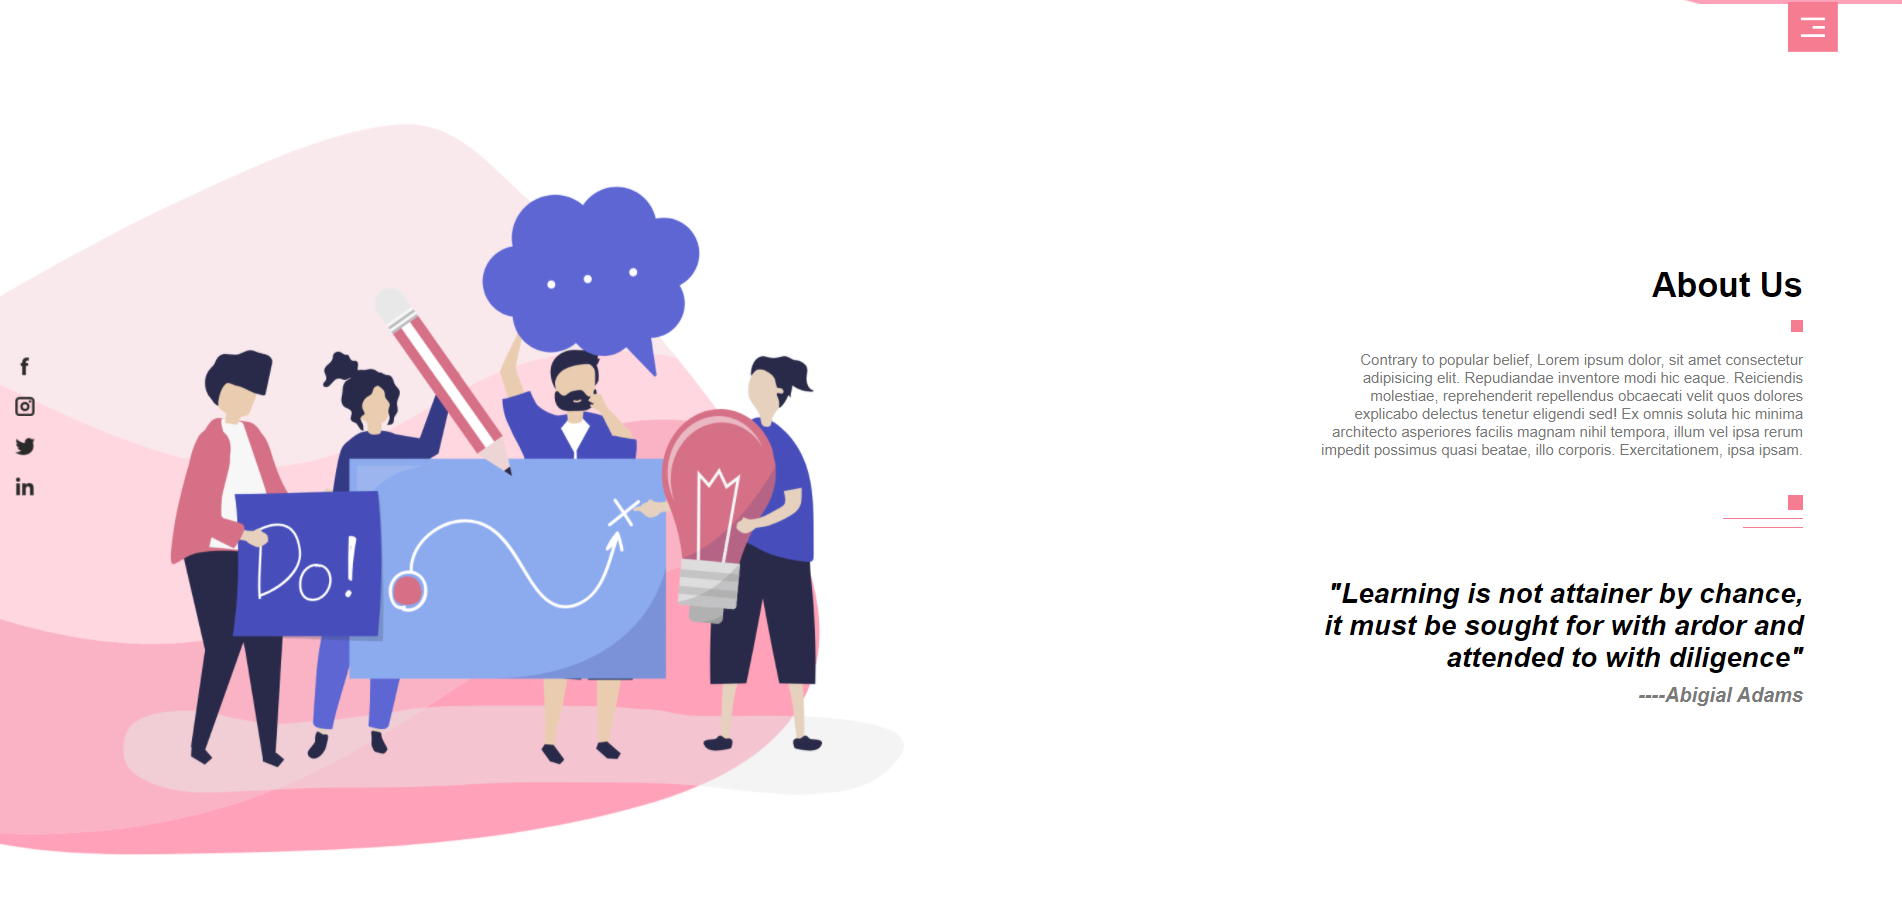 Do!
About Us
Contrary to popular belief, Lorem ipsum dolor, sit amet consectetur
adipisicing elit. Repudiandae inventore modi hic eaque. Reiciendis
molestiae, reprehenderit repellendus obcaecati velit quos dolores
explicabo delectus tenetur eligendi sed! Ex omnis soluta hic minima
architecto asperiores facilis magnam nihil tempora, illum vel ipsa rerum
impedit possimus quasi beatae, illo corporis. Exercitationem, ipsa ipsam.
"Learning is not attainer by chance,
it must be sought for with ardor and
attended to with diligence"
----Abigial Adams